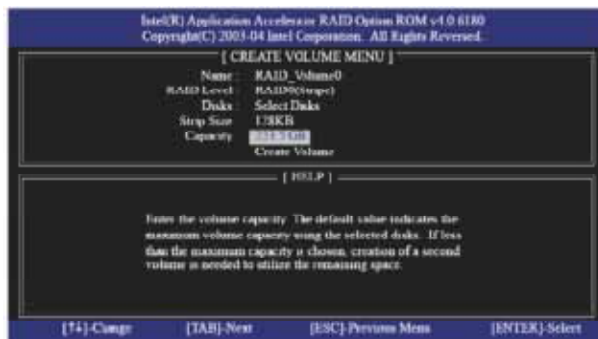 Intel(R) Application Accelerator RAID Option ROM v4.0 6180
Copyright(C) 2003-04 Intel Corporation. All Rights Reversed.
[ CREATE VOLUME MENU ]
Name : RAID_Volume0
RAID Level : RAID0(Stripe)
Disks : Select Disks
Strip Size : 128KB
Capacity :
Create Volume
[ HELP ]
Enter the volume capacity. The default value indicates the
maximum volume capacity using the selected disks. If less
than the maximum capacity is chosen, creation of a second
volume is needed to utilize the remaining space.
[↑↓]-Change [TAB]-Next [ESC]-Previous Menu [ENTER]-Select